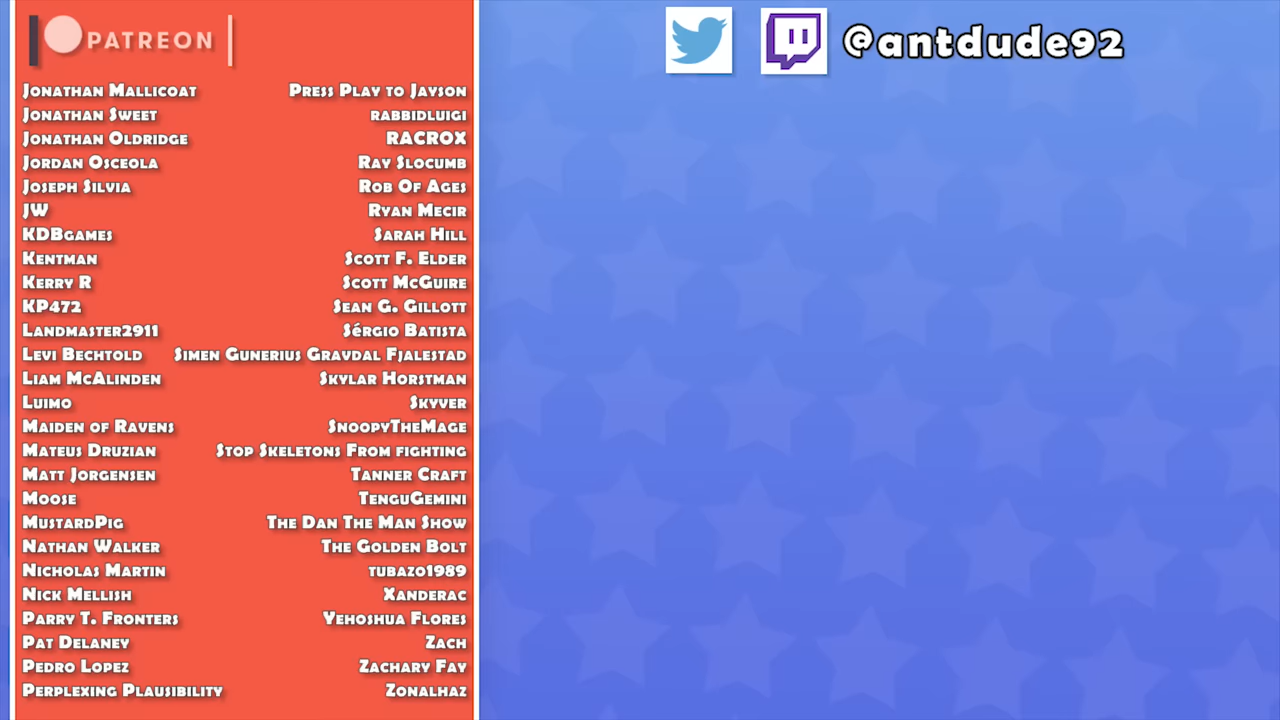 PATREON
@antdude92
Jonathan Mallicoat
Jonathan Sweet
Jonathan Oldridge
Jordan Osceola
Joseph Silvia
JW
KDBgames
Kentman
Kerry R
KP472
Landmaster2911
Levi Bechtold
Liam McAlinden
Luimo
Maiden of Ravens
Mateus Druzian
Matt Jorgensen
Moose
MustardPig
Nathan Walker
Nicholas Martin
Nick Mellish
Parry T. Fronters
Pat Delaney
Pedro Lopez
Perplexing Plausibility
Press Play to Jayson
rabbidluigi
RACROX
Ray Slocumb
Rob Of Ages
Ryan Mecir
Sarah Hill
Scott F. Elder
Scott McGuire
Sean G. Gillott
Sérgio Batista
Simen Gunerius Gravdal Fjalestad
Skylar Horstman
Skyver
SnoopyTheMage
Stop Skeletons From fighting
Tanner Craft
TenguGemini
The Dan The Man Show
The Golden Bolt
tubazo1989
Xanderac
Yehoshua Flores
Zach
Zachary Fay
Zonalhaz